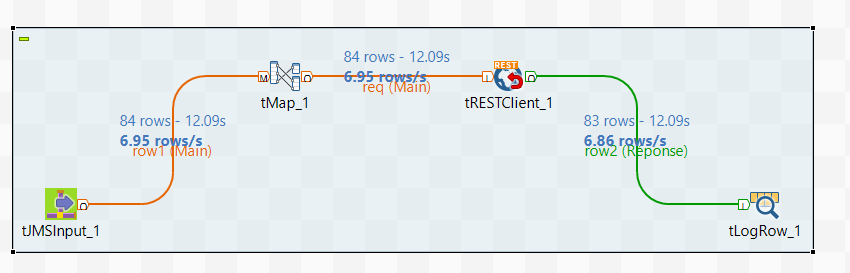 84 rows - 12.09s
6.95 rows/s
req (Main)
REST
M
O
I
O
tMap_1
tRESTClient_1
84 rows - 12.09s
6.95 rows/s
row1 (Main)
83 rows - 12.09s
6.86 rows/s
row2 (Reponse)
O
I
tJMSInput_1
tLogRow_1